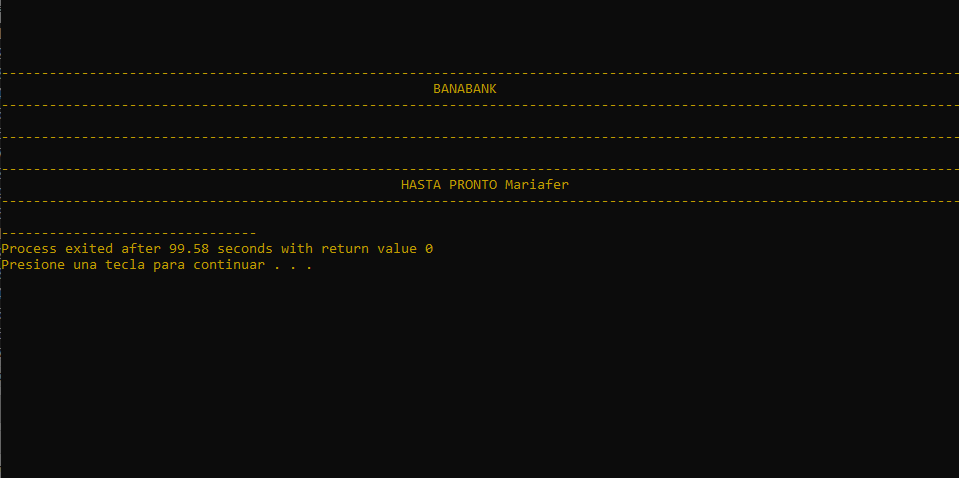 ------------------------------------------------------------------------------------------------------------------------
BANABANK
------------------------------------------------------------------------------------------------------------------------
------------------------------------------------------------------------------------------------------------------------
------------------------------------------------------------------------------------------------------------------------
HASTA PRONTO Mariafer
------------------------------------------------------------------------------------------------------------------------
--------------------------------
Process exited after 99.58 seconds with return value 0
Presione una tecla para continuar . . .